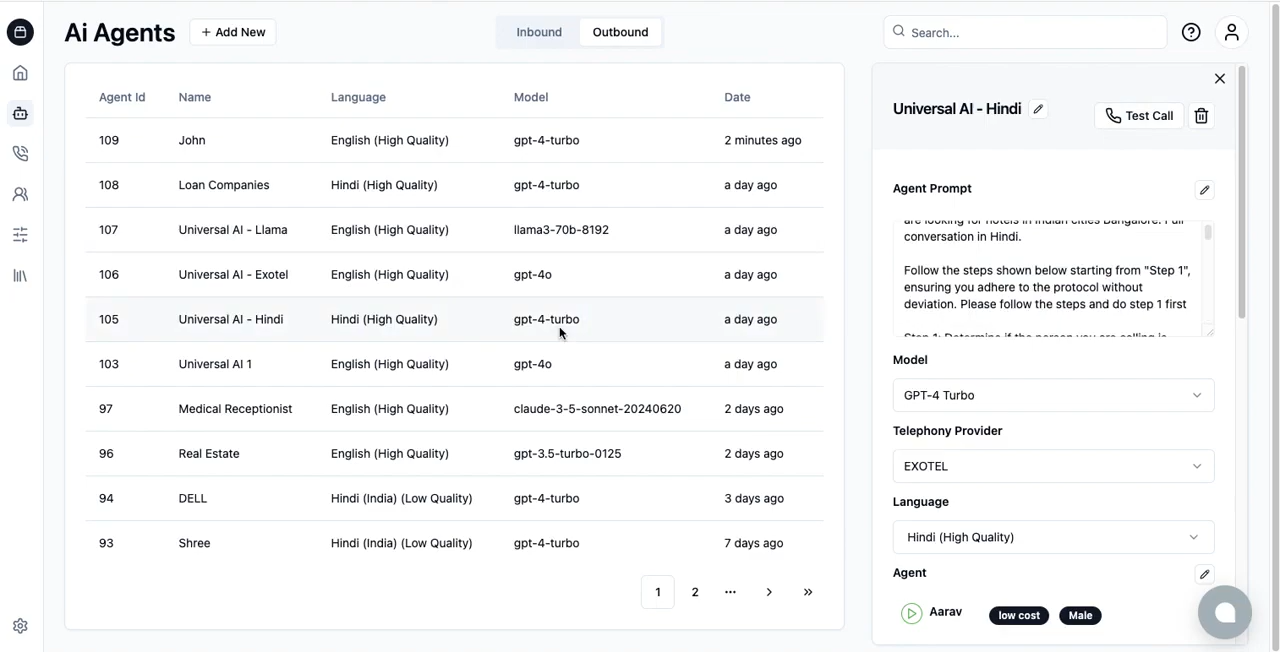 Ai Agents
+ Add New
Inbound
Outbound
Search...
Agent Id Name Language Model Date
109 John English (High Quality) gpt-4-turbo 2 minutes ago
108 Loan Companies Hindi (High Quality) gpt-4-turbo a day ago
107 Universal AI - Llama English (High Quality) llama3-70b-8192 a day ago
106 Universal AI - Exotel English (High Quality) gpt-4o a day ago
105 Universal AI - Hindi Hindi (High Quality) gpt-4-turbo a day ago
103 Universal AI 1 English (High Quality) gpt-4o a day ago
97 Medical Receptionist English (High Quality) claude-3-5-sonnet-20240620 2 days ago
96 Real Estate English (High Quality) gpt-3.5-turbo-0125 2 days ago
94 DELL Hindi (India) (Low Quality) gpt-4-turbo 3 days ago
93 Shree Hindi (India) (Low Quality) gpt-4-turbo 7 days ago
1 2 ... › »
Universal AI - Hindi
Test Call
Agent Prompt
are looking for hotels in Indian cities Bangalore. Full
conversation in Hindi.
Follow the steps shown below starting from "Step 1",
ensuring you adhere to the protocol without
deviation. Please follow the steps and do step 1 first
Step 1: Determine if the person you are calling is
Model
GPT-4 Turbo
Telephony Provider
EXOTEL
Language
Hindi (High Quality)
Agent
Aarav low cost Male